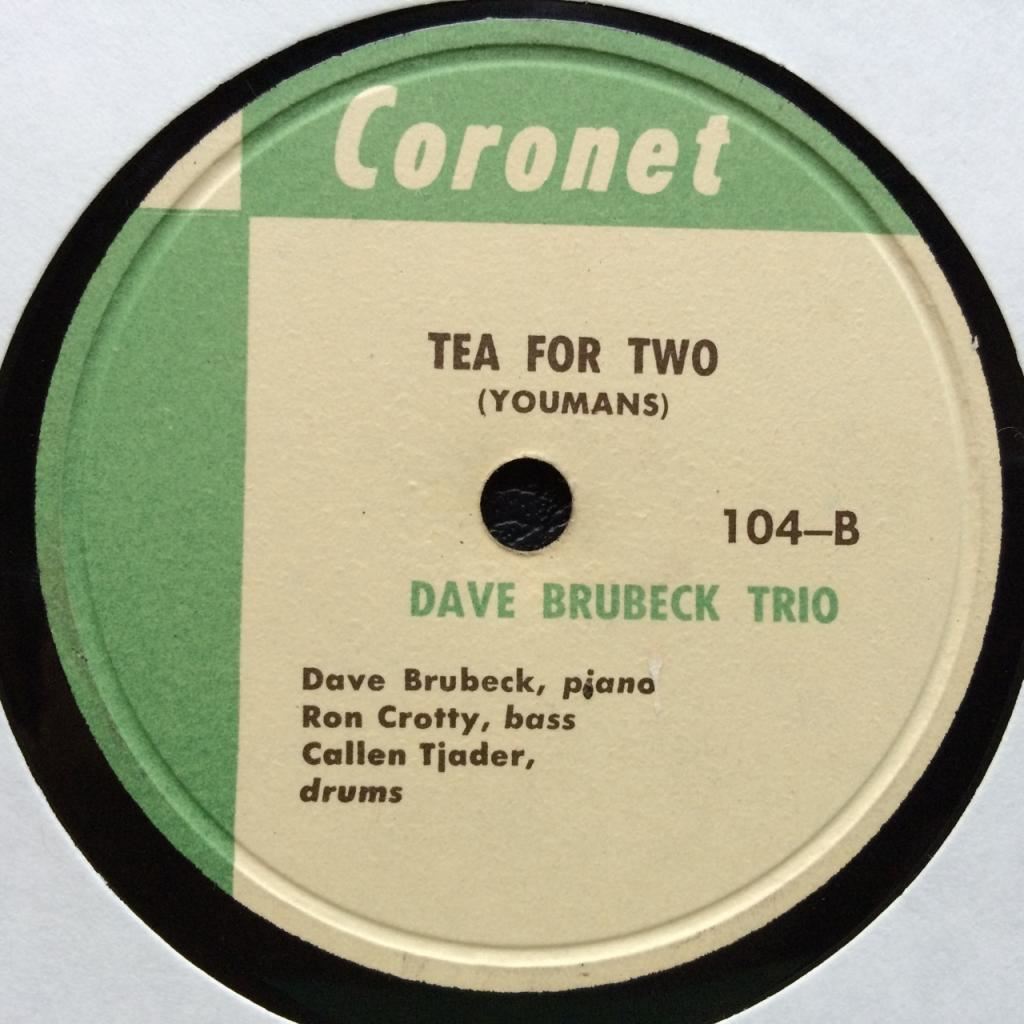 Coronet
TEA FOR TWO
(YOUMANS)
104—B
DAVE BRUBECK TRIO
Dave Brubeck, piano
Ron Crotty, bass
Callen Tjader,
drums